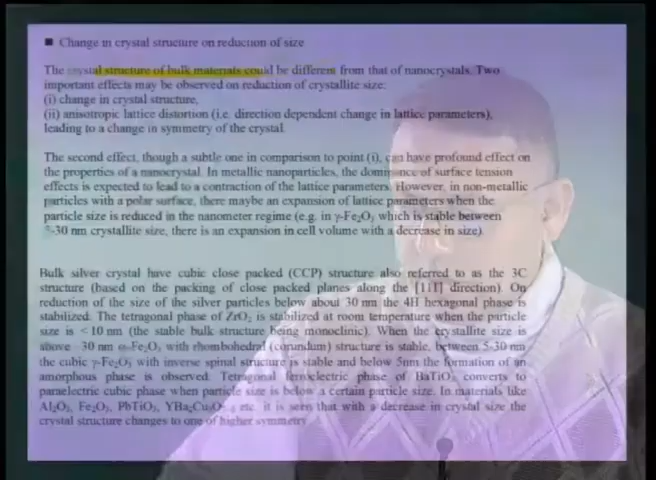 ■ Change in crystal structure on reduction of size
The crystal structure of bulk materials could be different from that of nanocrystals. Two
important effects may be observed on reduction of crystallite size:
(i) change in crystal structure,
(ii) anisotropic lattice distortion (i.e. direction dependent change in lattice parameters),
leading to a change in symmetry of the crystal.
The second effect, though a subtle one in comparison to point (i), can have profound effect on
the properties of a nanocrystal. In metallic nanoparticles, the dominance of surface tension
effects is expected to lead to a contraction of the lattice parameters. However, in non-metallic
particles with a polar surface, there maybe an expansion of lattice parameters when the
particle size is reduced in the nanometer regime (e.g. in γ-Fe₂O₃ which is stable between
5-30 nm crystallite size, there is an expansion in cell volume with a decrease in size).
Bulk silver crystal have cubic close packed (CCP) structure also referred to as the 3C
structure (based on the packing of close packed planes along the [111] direction). On
reduction of the size of the silver particles below about 30 nm the 4H hexagonal phase is
stabilized. The tetragonal phase of ZrO₂ is stabilized at room temperature when the particle
size is < 10 nm (the stable bulk structure being monoclinic). When the crystallite size is
above ~30 nm α-Fe₂O₃ with rhombohedral (corundum) structure is stable, between 5-30 nm
the cubic γ-Fe₂O₃ with inverse spinal structure is stable and below 5nm the formation of an
amorphous phase is observed. Tetragonal ferroelectric phase of BaTiO₃ converts to
paraelectric cubic phase when particle size is below a certain particle size. In materials like
Al₂O₃, Fe₂O₃, PbTiO₃, etc. it is seen that with a decrease in crystal size the
crystal structure changes to one of higher symmetry